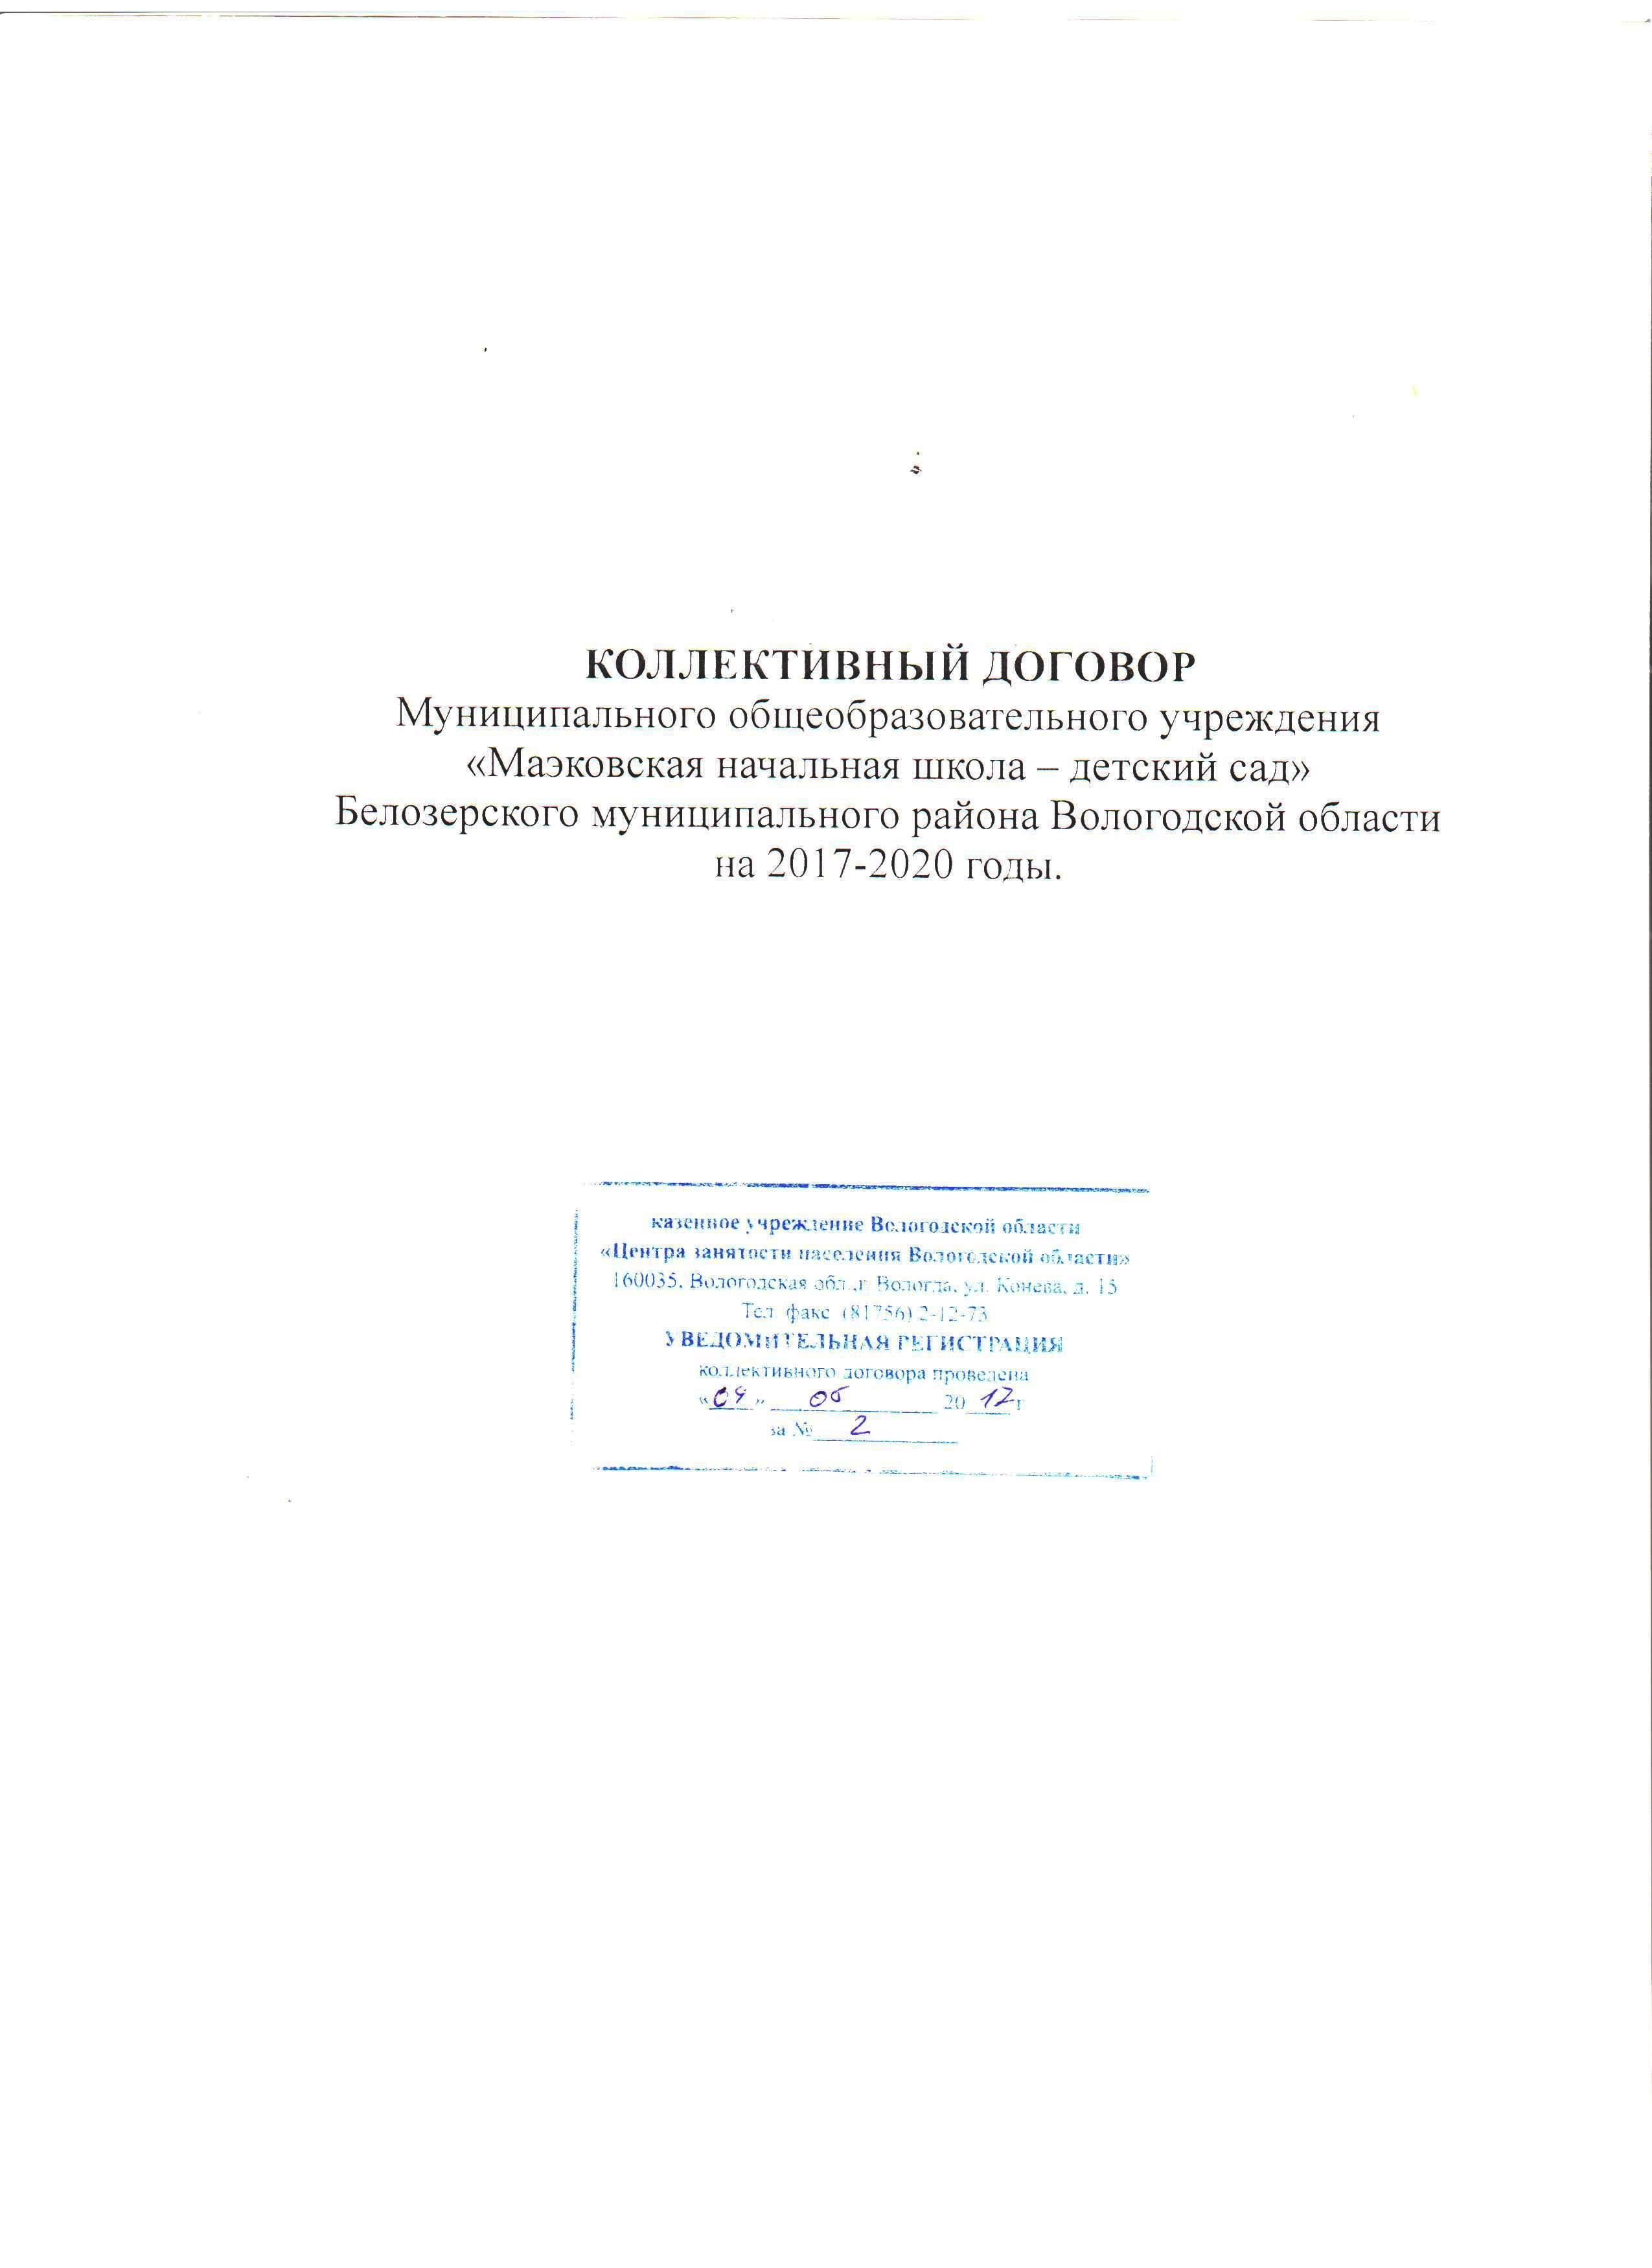 КОЛЛЕКТИВНЫЙ ДОГОВОР
Муниципального общеобразовательного учреждения
«Маэковская начальная школа – детский сад»
Белозерского муниципального района Вологодской области
на 2017-2020 годы.
казенное учреждение Вологодской области
«Центра занятости населения Вологодской области»
160035, Вологодская обл., г. Вологда, ул. Конева, д. 15
Тел. факс (81756) 2-12-73
УВЕДОМИТЕЛЬНАЯ РЕГИСТРАЦИЯ
коллективного договора проведена
«04» 05 2017г
за № 2